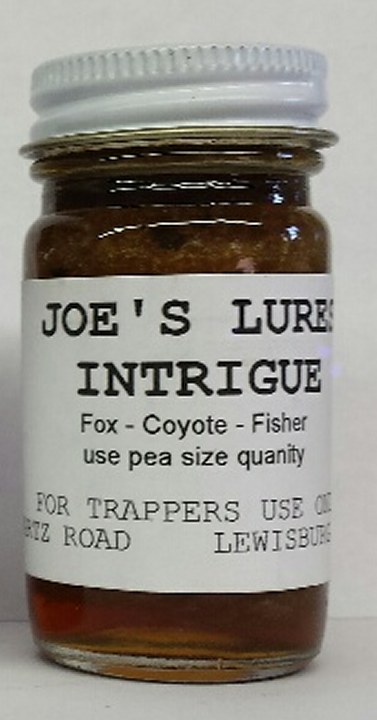 JOE'S LURES
INTRIGUE
Fox - Coyote - Fisher
use pea size quanity
FOR TRAPPERS USE
ROAD LEWISBURG